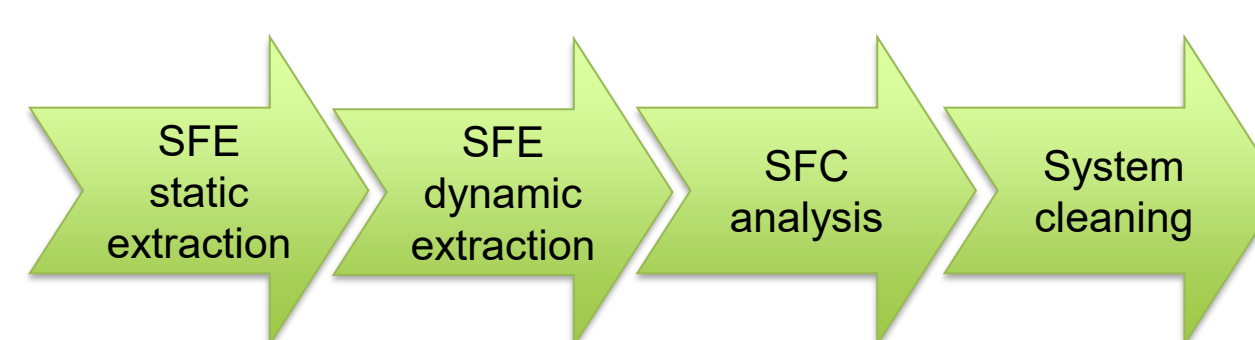 SFE
static
extraction
SFE
dynamic
extraction
SFC
analysis
System
cleaning